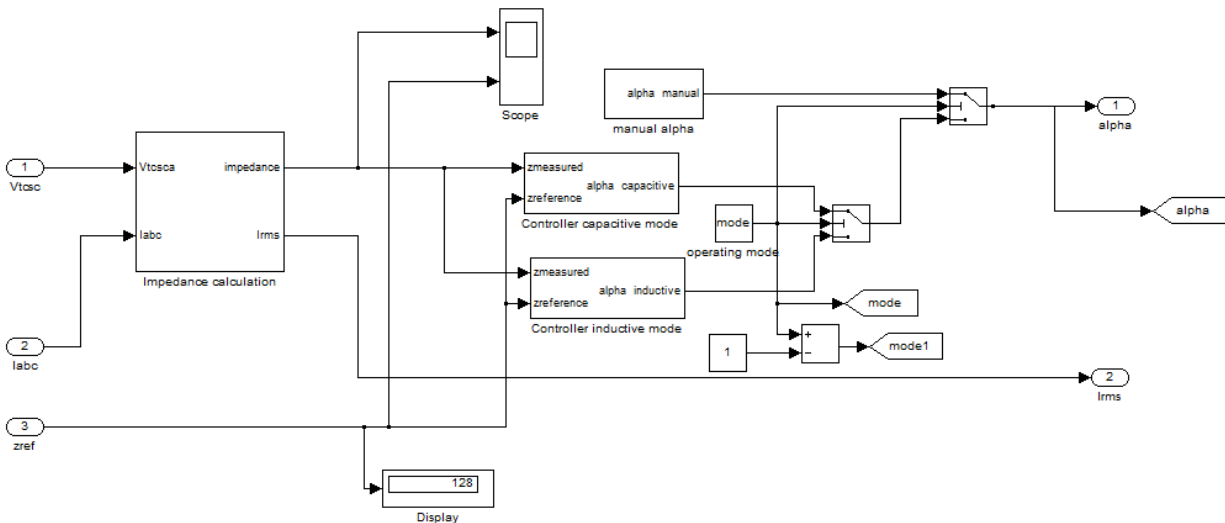 Scope
alpha manual
manual alpha
1
alpha
1
Vtcsc
Vtcsca
impedance
Iabc
Irms
Impedance calculation
zmeasured
alpha capacitive
zreference
Controller capacitive mode
mode
operating mode
alpha
zmeasured
alpha inductive
zreference
Controller inductive mode
mode
+
−
1
mode1
2
Iabc
2
Irms
3
zref
128
Display